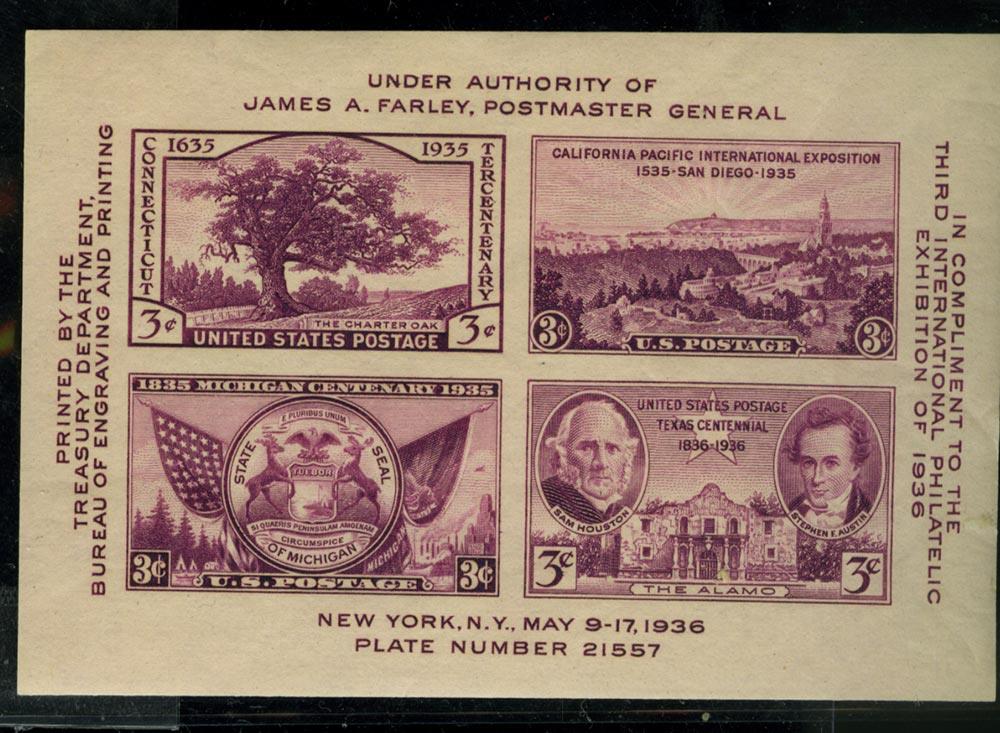 UNDER AUTHORITY OF
JAMES A. FARLEY, POSTMASTER GENERAL
PRINTED BY THE
TREASURY DEPARTMENT,
BUREAU OF ENGRAVING AND PRINTING
CONNECTICUT
1635
1935
TERCENTENARY
THE CHARTER OAK
3¢
3¢
UNITED STATES POSTAGE
CALIFORNIA PACIFIC INTERNATIONAL EXPOSITION
1535·SAN DIEGO·1935
3¢
3¢
U.S. POSTAGE
1835 MICHIGAN CENTENARY 1935
E PLURIBUS UNUM
STATE
SEAL
TUEBOR
SI QUAERIS PENINSULAM AMOENAM
CIRCUMSPICE
OF MICHIGAN
MICHIGAN
3¢
3¢
U.S. POSTAGE
UNITED STATES POSTAGE
TEXAS CENTENNIAL
1836-1936
SAM HOUSTON
STEPHEN F. AUSTIN
3¢
3¢
THE ALAMO
IN COMPLIMENT TO THE
THIRD INTERNATIONAL PHILATELIC
EXHIBITION OF 1936
NEW YORK, N.Y., MAY 9-17, 1936
PLATE NUMBER 21557